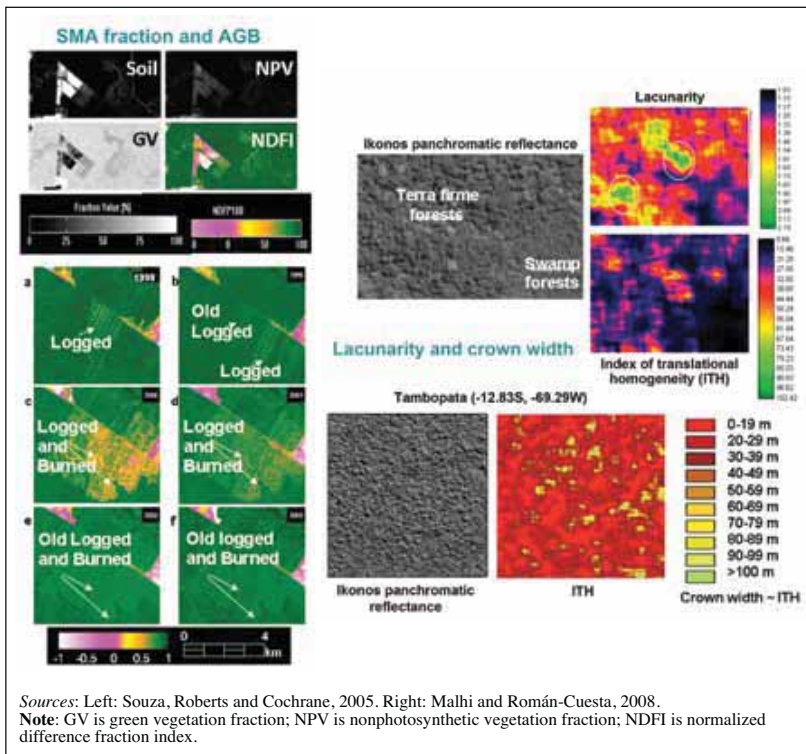 SMA fraction and AGB
Soil
NPV
GV
NDFI
Fraction Value [%]
0 25 50 75 100
NDFI*100
0 50 100
a
1998
Logged
b
Old
Logged
Logged
c
Logged
and
Burned
d
Logged
and
Burned
e
Old Logged
and Burned
f
Old logged
and Burned
-1 -0.5 0 0.5 1
0 4
km
Ikonos panchromatic reflectance
Terra firme
forests
Swamp
forests
Lacunarity
Lacunarity and crown width
Index of translational
homogeneity (ITH)
Tambopata (-12.83S, -69.29W)
Ikonos panchromatic
reflectance
ITH
0-19 m
20-29 m
30-39 m
40-49 m
50-59 m
60-69 m
70-79 m
80-89 m
90-99 m
>100 m
Crown width ~ ITH
Sources: Left: Souza, Roberts and Cochrane, 2005. Right: Malhi and Román-Cuesta, 2008.
Note: GV is green vegetation fraction; NPV is nonphotosynthetic vegetation fraction; NDFI is normalized
difference fraction index.